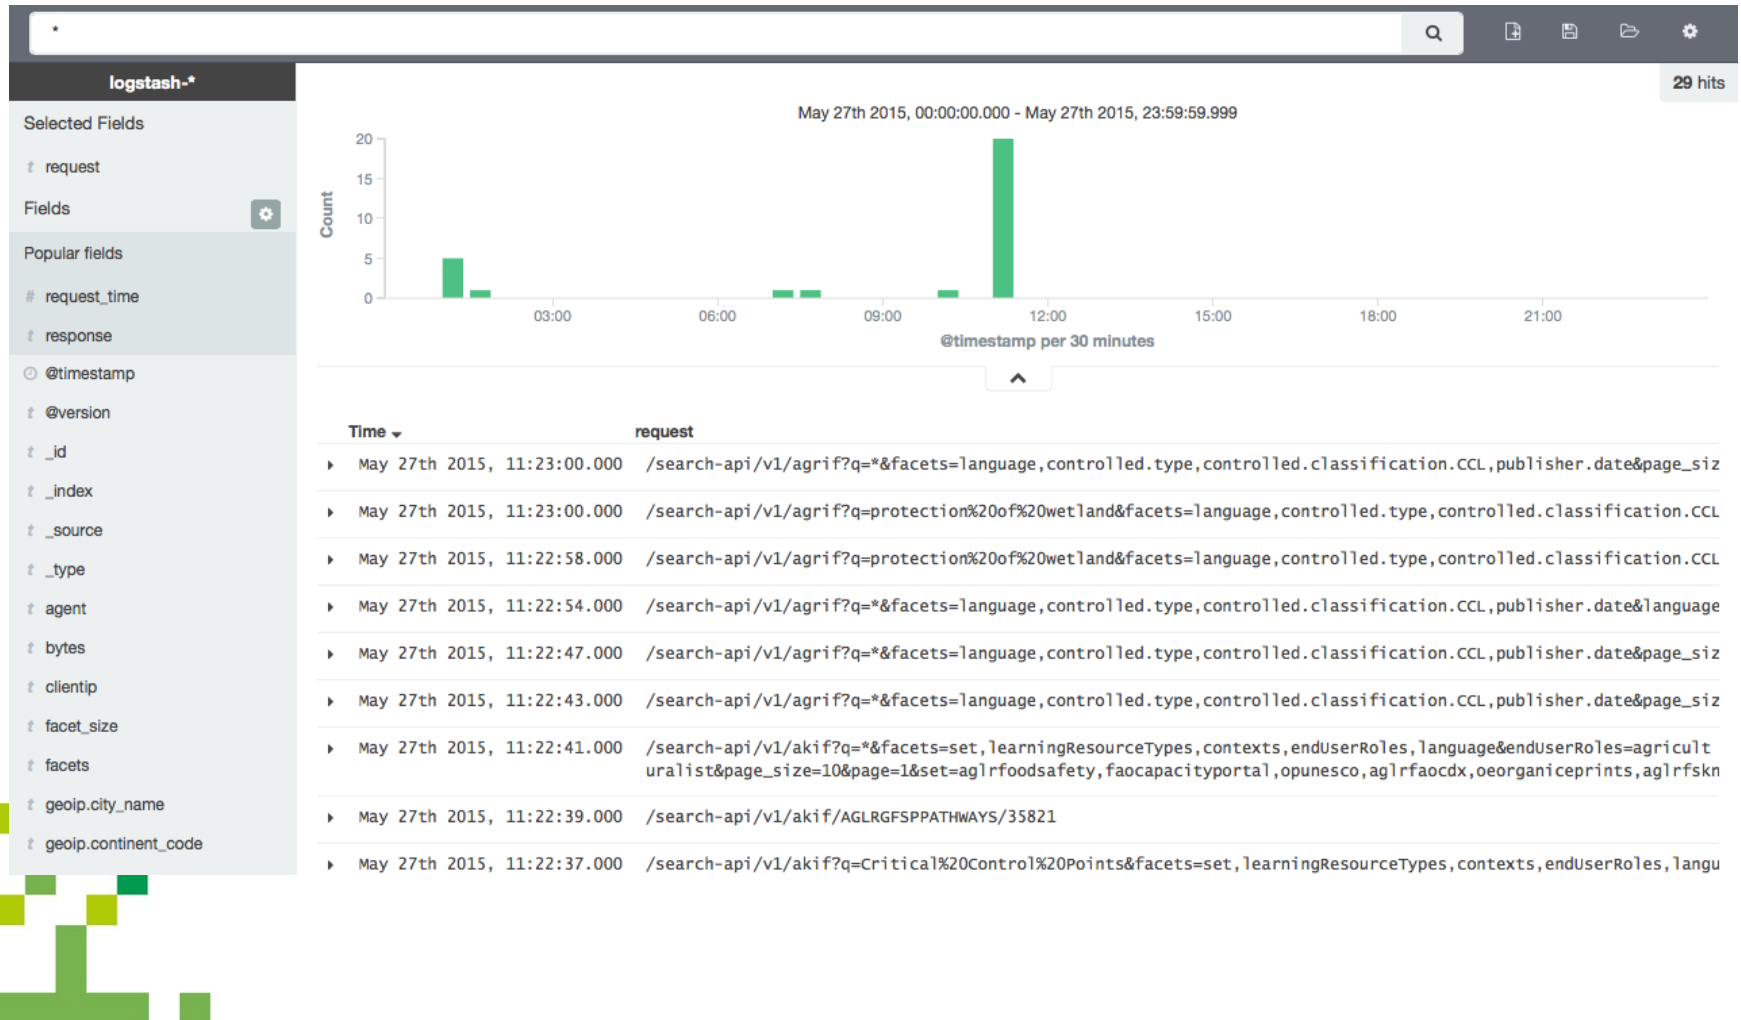 *
logstash-*
29 hits
Selected Fields
t request
Fields
Popular fields
# request_time
t response
@timestamp
t @version
t _id
t _index
t _source
t _type
t agent
t bytes
t clientip
t facet_size
t facets
t geoip.city_name
t geoip.continent_code
May 27th 2015, 00:00:00.000 - May 27th 2015, 23:59:59.999
Count
20
15
10
5
0
03:00 06:00 09:00 12:00 15:00 18:00 21:00
@timestamp per 30 minutes
Time request
May 27th 2015, 11:23:00.000 /search-api/v1/agrif?q=*&facets=language,controlled.type,controlled.classification.CCL,publisher.date&page_siz
May 27th 2015, 11:23:00.000 /search-api/v1/agrif?q=protection%20of%20wetland&facets=language,controlled.type,controlled.classification.CCL
May 27th 2015, 11:22:58.000 /search-api/v1/agrif?q=protection%20of%20wetland&facets=language,controlled.type,controlled.classification.CCL
May 27th 2015, 11:22:54.000 /search-api/v1/agrif?q=*&facets=language,controlled.type,controlled.classification.CCL,publisher.date&language
May 27th 2015, 11:22:47.000 /search-api/v1/agrif?q=*&facets=language,controlled.type,controlled.classification.CCL,publisher.date&page_siz
May 27th 2015, 11:22:43.000 /search-api/v1/agrif?q=*&facets=language,controlled.type,controlled.classification.CCL,publisher.date&page_siz
May 27th 2015, 11:22:41.000 /search-api/v1/akif?q=*&facets=set,learningResourceTypes,contexts,endUserRoles,language&endUserRoles=agricult
uralist&page_size=10&page=1&set=aglrfoodsafety,faocapacityportal,opunesco,aglrfaocdx,oeorganiceprints,aglrfskn
May 27th 2015, 11:22:39.000 /search-api/v1/akif/AGLRGFSPPATHWAYS/35821
May 27th 2015, 11:22:37.000 /search-api/v1/akif?q=Critical%20Control%20Points&facets=set,learningResourceTypes,contexts,endUserRoles,langu